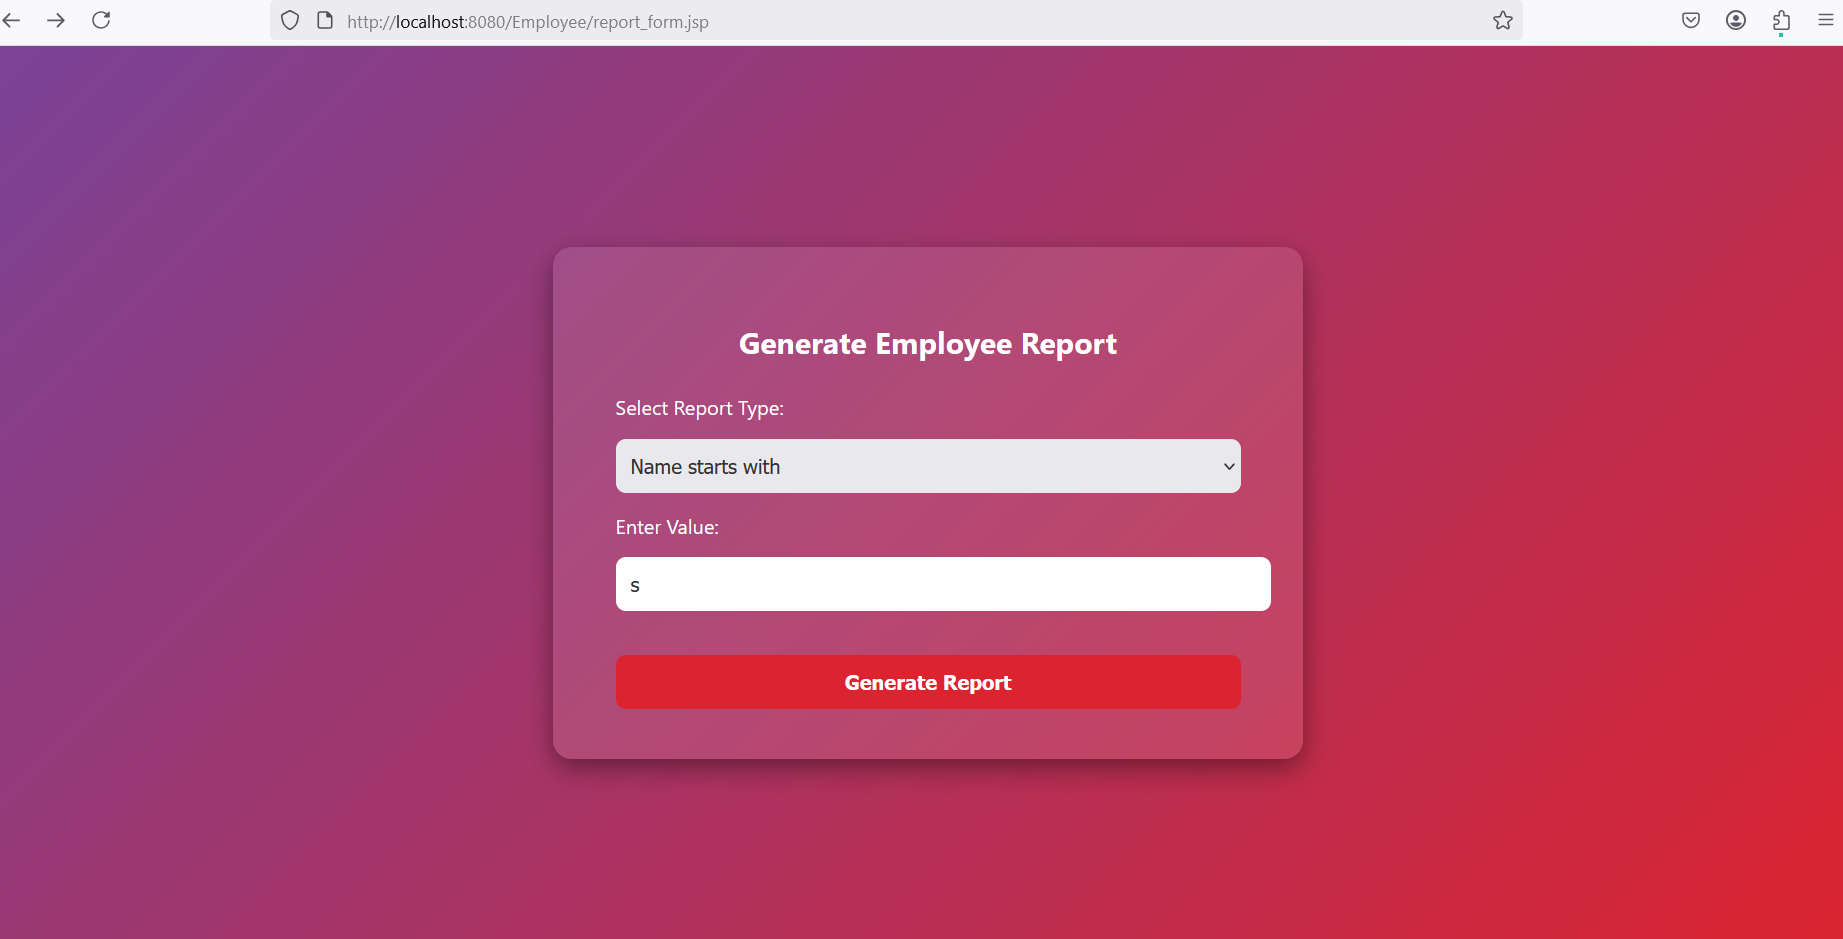 http://localhost:8080/Employee/report_form.jsp
Generate Employee Report
Select Report Type:
Name starts with
Enter Value:
s
Generate Report